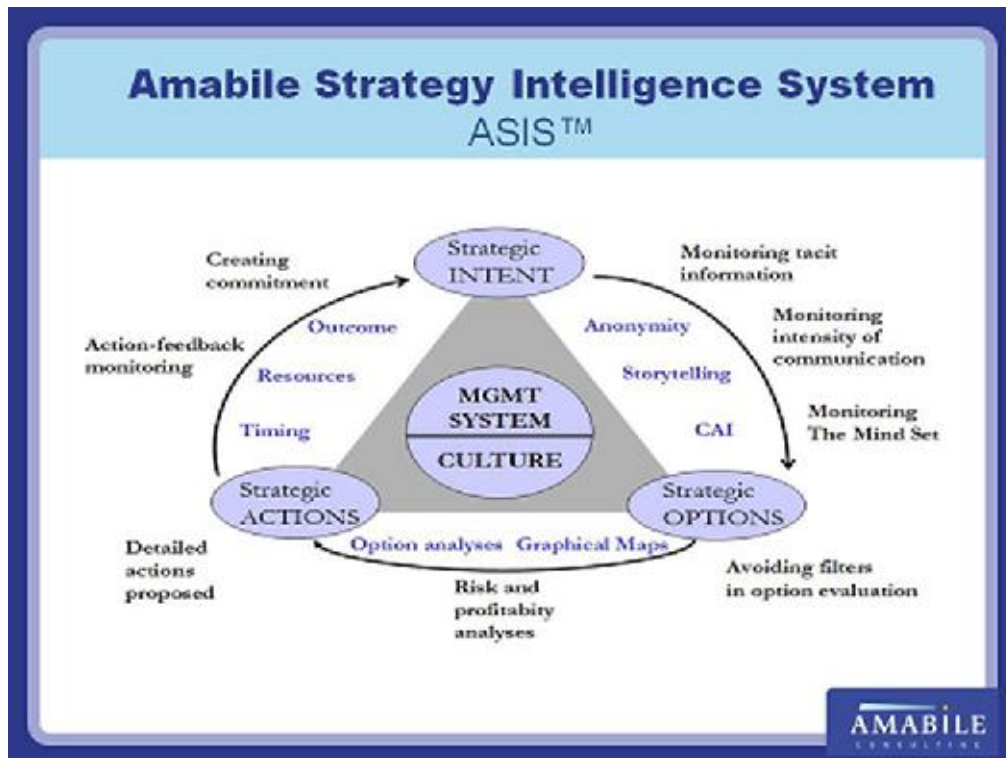 Amabile Strategy Intelligence System
ASIS™
Strategic
INTENT
Creating
commitment
Monitoring tacit
information
Outcome
Anonymity
Action-feedback
monitoring
Monitoring
intensity of
communication
Resources
Storytelling
MGMT
SYSTEM
CULTURE
Timing
CAI
Monitoring
The Mind Set
Strategic
ACTIONS
Strategic
OPTIONS
Option analyses Graphical Maps
Detailed
actions
proposed
Risk and
profitabity
analyses
Avoiding filters
in option evaluation
AMABILE
CONSULTING